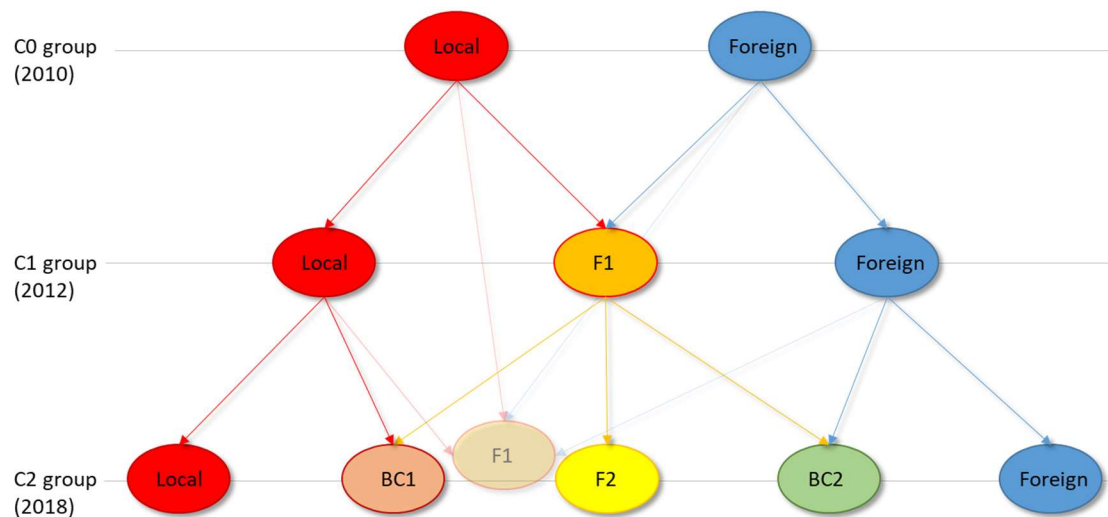 C0 group
(2010)
Local
Foreign
C1 group
(2012)
Local
F1
Foreign
C2 group
(2018)
Local
BC1
F1
F2
BC2
Foreign